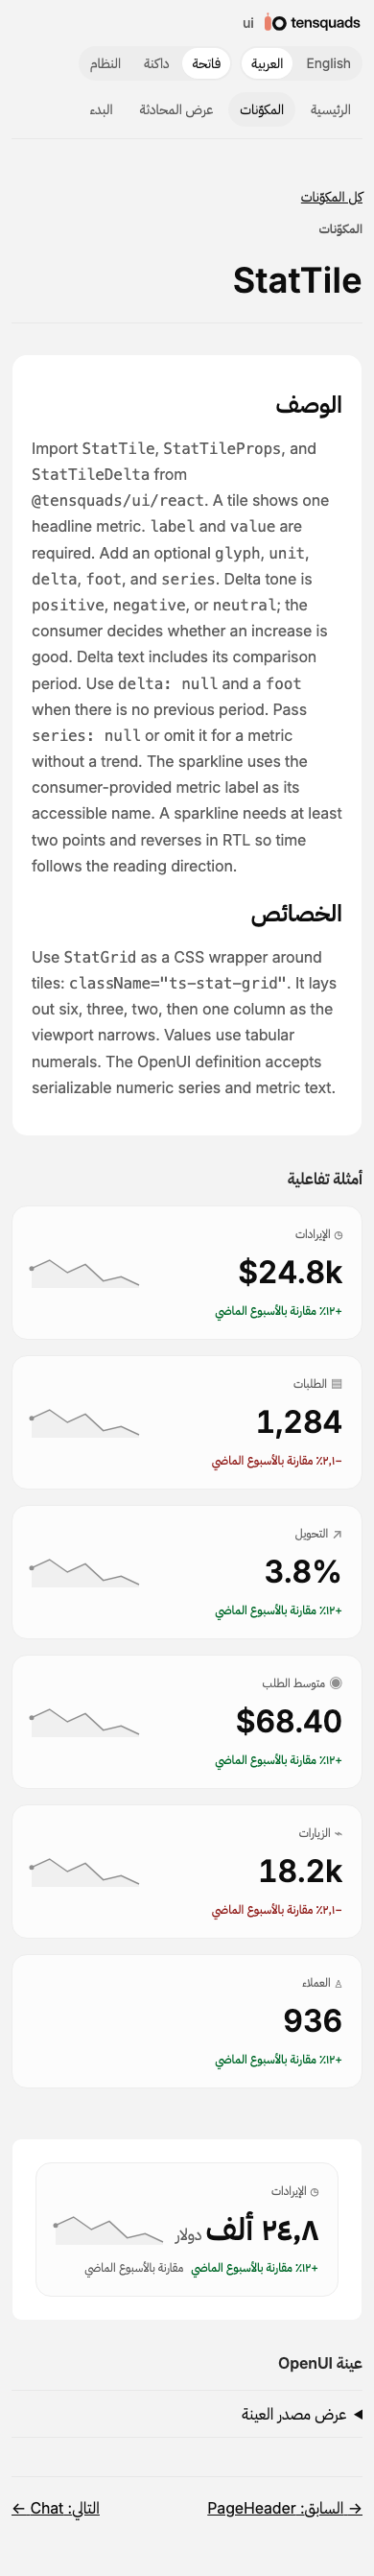 tensquads ui
English العربية فاتحة داكنة النظام
الرئيسية المكوّنات عرض المحادثة البدء
كل المكوّنات
المكوّنات
StatTile
الوصف
Import StatTile, StatTileProps, and
StatTileDelta from
@tensquads/ui/react. A tile shows one
headline metric. label and value are
required. Add an optional glyph, unit,
delta, foot, and series. Delta tone is
positive, negative, or neutral; the
consumer decides whether an increase is
good. Delta text includes its comparison
period. Use delta: null and a foot
when there is no previous period. Pass
series: null or omit it for a metric
without a trend. The sparkline uses the
consumer-provided metric label as its
accessible name. A sparkline needs at least
two points and reverses in RTL so time
follows the reading direction.
الخصائص
Use StatGrid as a CSS wrapper around
tiles: className="ts-stat-grid". It lays
out six, three, two, then one column as the
viewport narrows. Values use tabular
numerals. The OpenUI definition accepts
serializable numeric series and metric text.
أمثلة تفاعلية
◷ الإيرادات
$24.8k
+١٢٪ مقارنة بالأسبوع الماضي
▤ الطلبات
1,284
−٢,١٪ مقارنة بالأسبوع الماضي
↗ التحويل
3.8%
+١٢٪ مقارنة بالأسبوع الماضي
◉ متوسط الطلب
$68.40
+١٢٪ مقارنة بالأسبوع الماضي
⌁ الزيارات
18.2k
−٢,١٪ مقارنة بالأسبوع الماضي
♙ العملاء
936
+١٢٪ مقارنة بالأسبوع الماضي
◷ الإيرادات
٢٤,٨ ألف دولار
+١٢٪ مقارنة بالأسبوع الماضي مقارنة بالأسبوع الماضي
عينة OpenUI
◀ عرض مصدر العينة
→ السابق: PageHeader
التالي: Chat ←